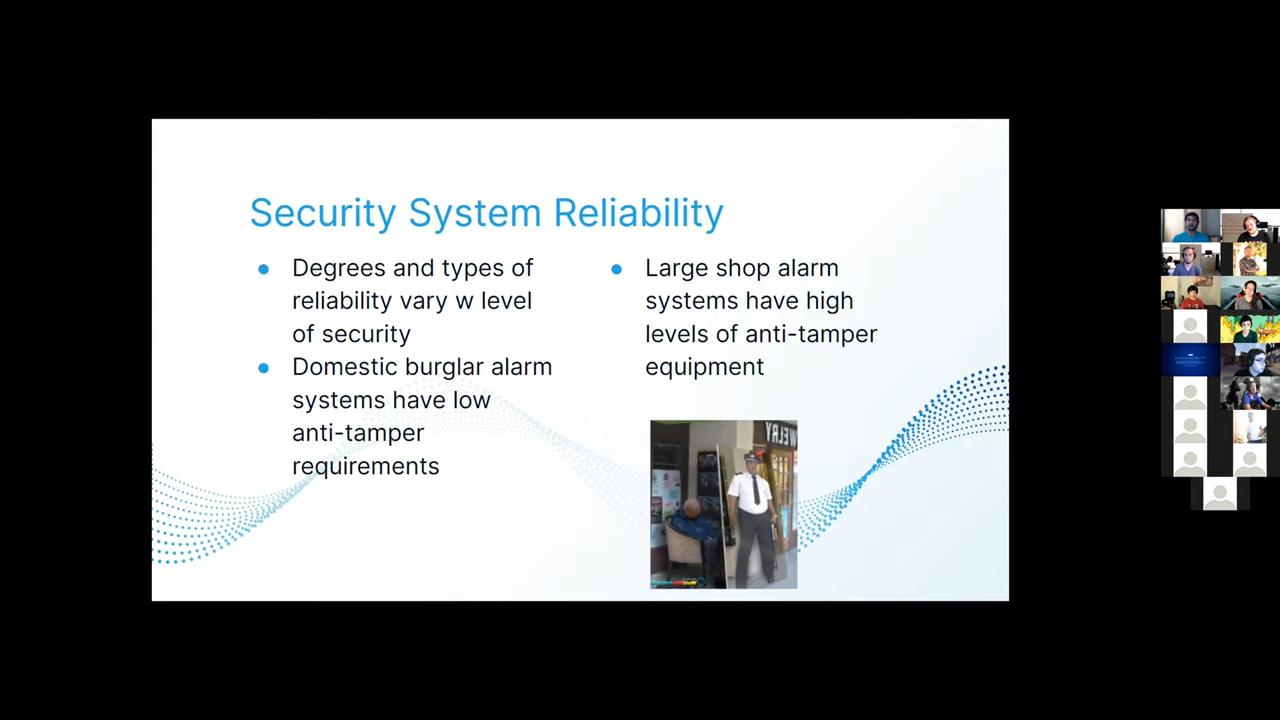 Security System Reliability
Degrees and types of
reliability vary w level
of security
Domestic burglar alarm
systems have low
anti-tamper
requirements
Large shop alarm
systems have high
levels of anti-tamper
equipment